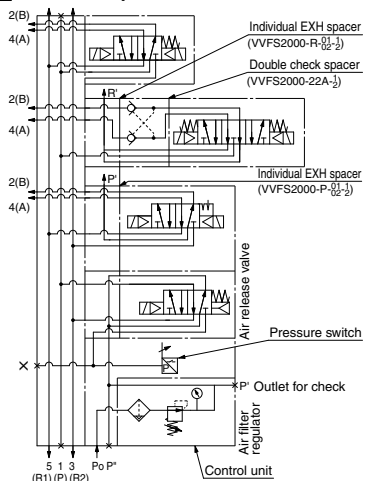 2(B)
4(A)
Individual EXH spacer
(VVFS2000-R-01-1/02-2)
Double check spacer
(VVFS2000-22A-1/2)
R'
2(B)
4(A)
Individual EXH spacer
(VVFS2000-P-01-1/02-2)
P'
2(B)
4(A)
Air release valve
Pressure switch
P
P' Outlet for check
Air filter
regulator
5 1 3 Po P"
(R1) (P) (R2)
Control unit